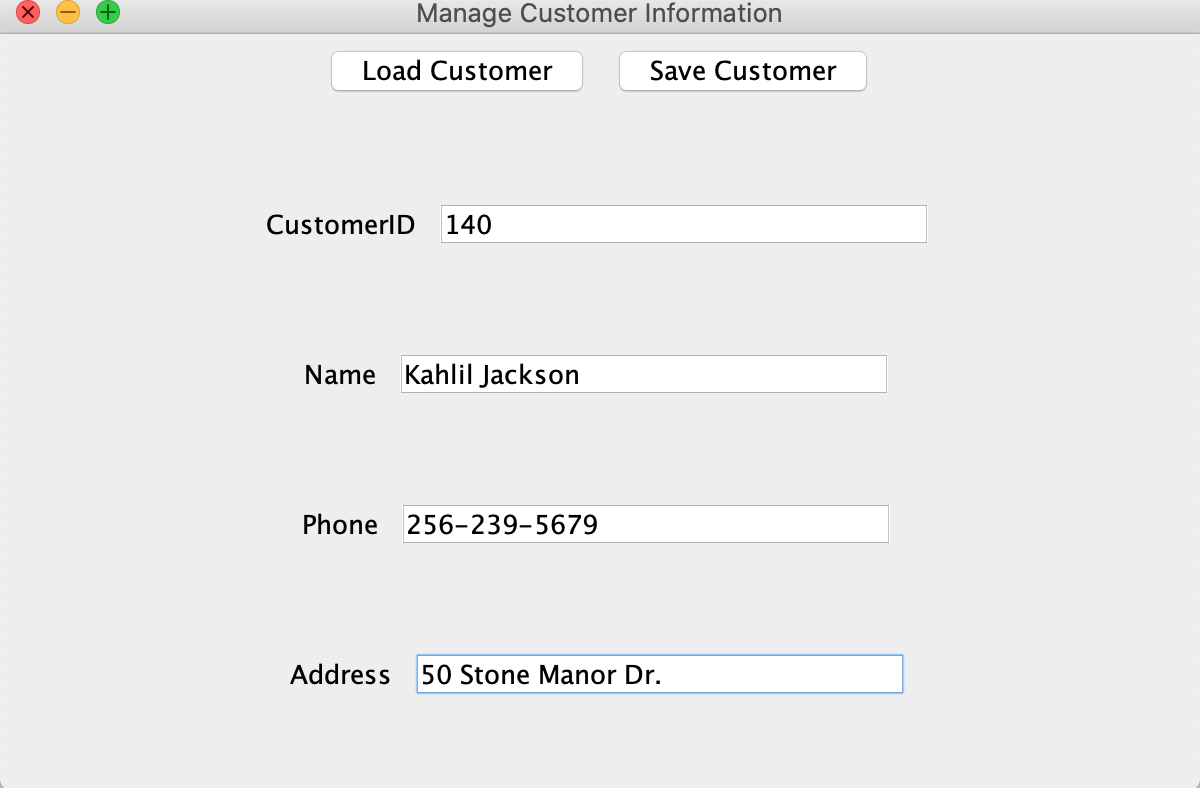 Manage Customer Information
Load Customer Save Customer
CustomerID 140
Name Kahlil Jackson
Phone 256-239-5679
Address 50 Stone Manor Dr.